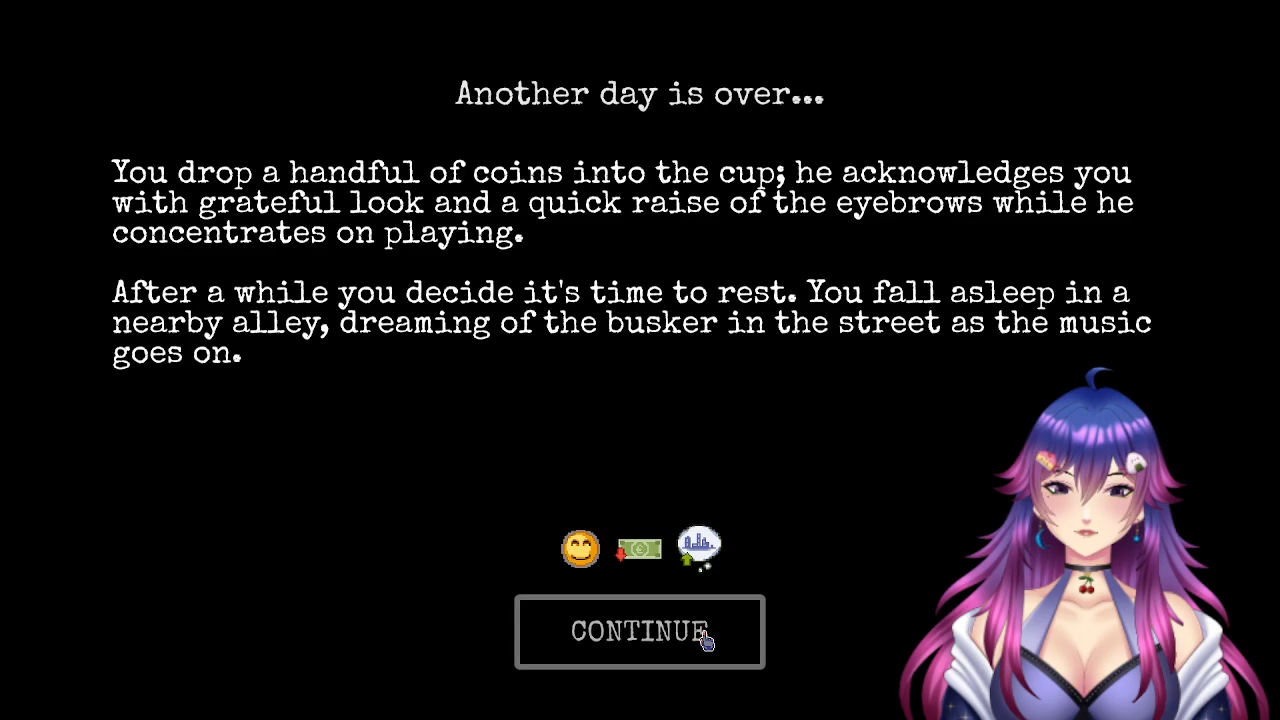 Another day is over...
You drop a handful of coins into the cup; he acknowledges you
with grateful look and a quick raise of the eyebrows while he
concentrates on playing.
After a while you decide it's time to rest. You fall asleep in a
nearby alley, dreaming of the busker in the street as the music
goes on.
CONTINUE